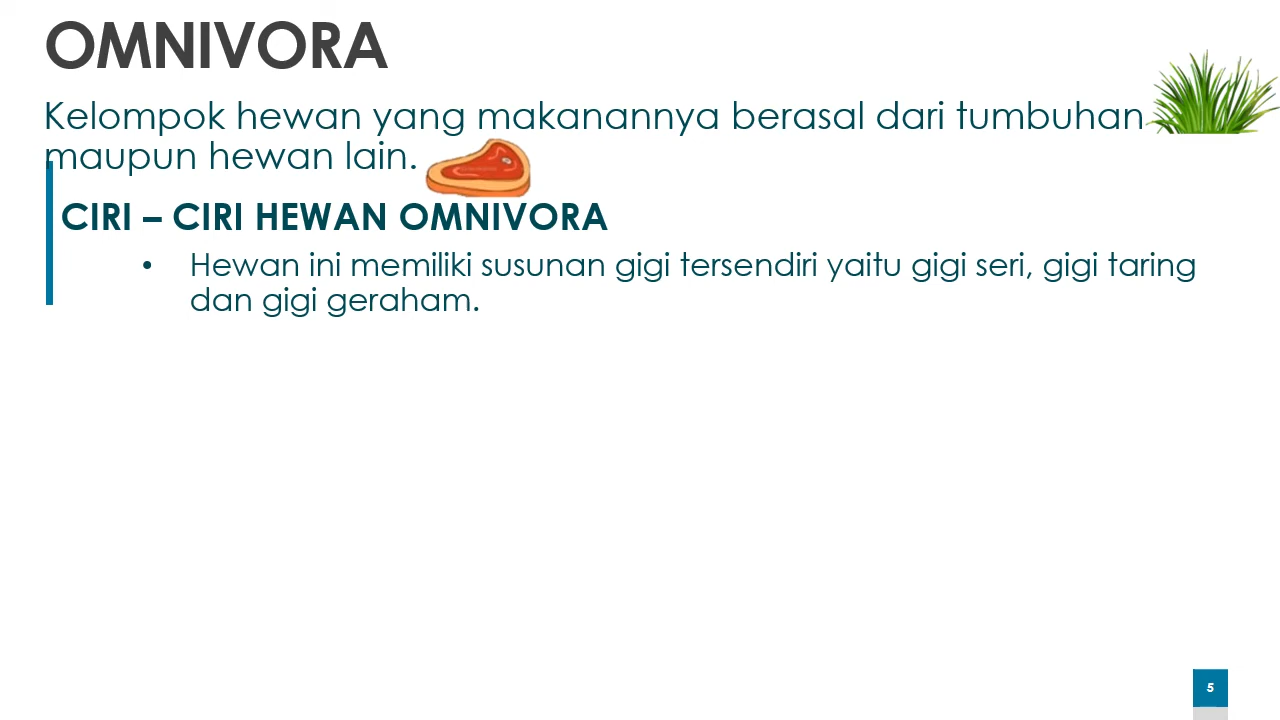 OMNIVORA
Kelompok hewan yang makanannya berasal dari tumbuhan
maupun hewan lain.
CIRI – CIRI HEWAN OMNIVORA
• Hewan ini memiliki susunan gigi tersendiri yaitu gigi seri, gigi taring
dan gigi geraham.
5